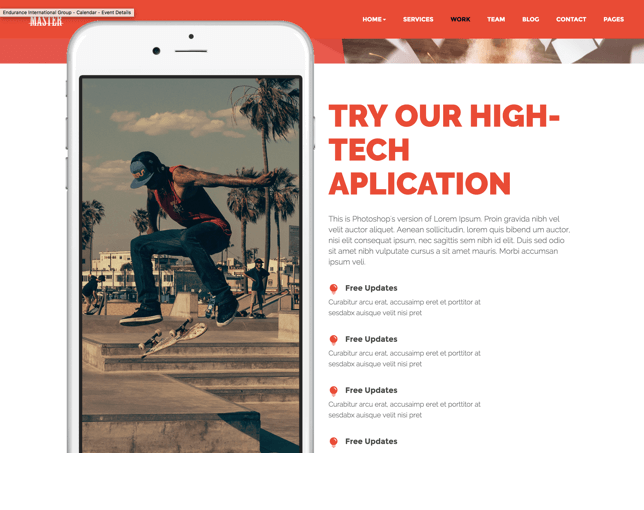 Endurance International Group - Calendar - Event Details
MASTER
HOME
SERVICES
WORK
TEAM
BLOG
CONTACT
PAGES
TRY OUR HIGH-
TECH
APLICATION
This is Photoshop's version of Lorem Ipsum. Proin gravida nibh vel
velit auctor aliquet. Aenean sollicitudin, lorem quis bibend um auctor,
nisi elit consequat ipsum, nec sagittis sem nibh id elit. Duis sed odio
sit amet nibh vulputate cursus a sit amet mauris. Morbi accumsan
ipsum veli.
Free Updates
Curabitur arcu erat, accusaimp eret et porttitor at
sesdabx auisque velit nisi pret
Free Updates
Curabitur arcu erat, accusaimp eret et porttitor at
sesdabx auisque velit nisi pret
Free Updates
Curabitur arcu erat, accusaimp eret et porttitor at
sesdabx auisque velit nisi pret
Free Updates